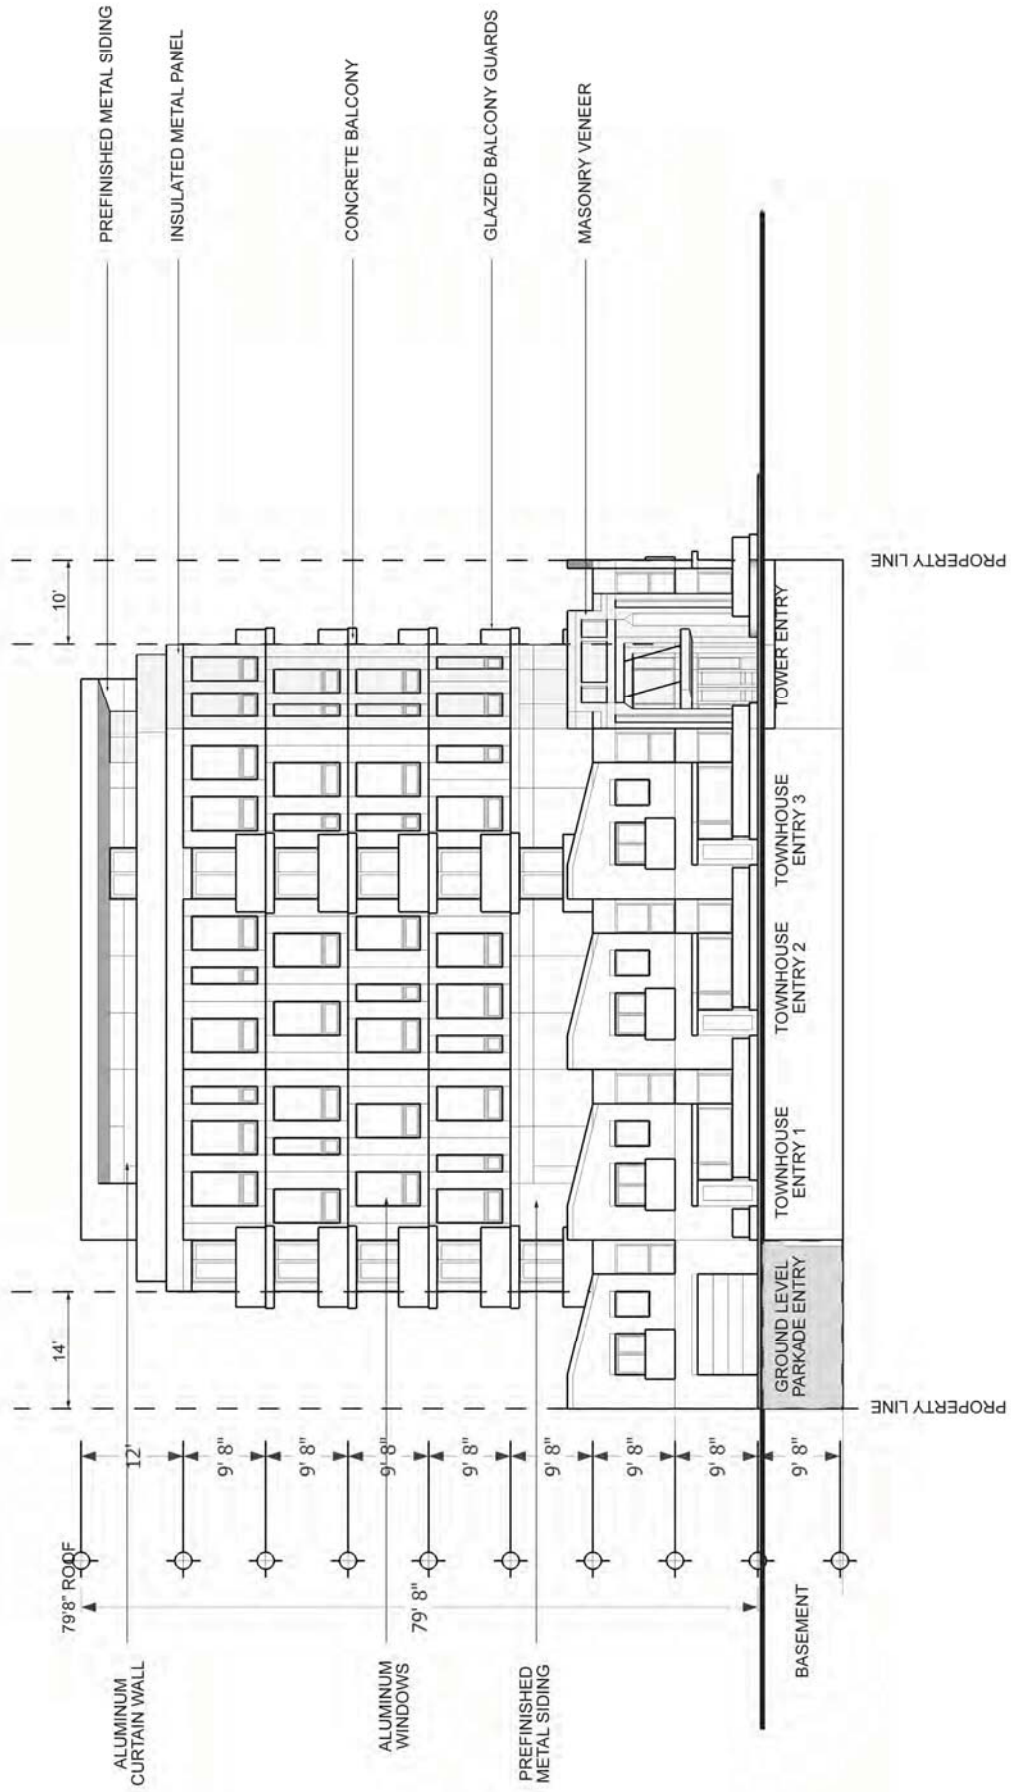 PREFINISHED METAL SIDING
INSULATED METAL PANEL
CONCRETE BALCONY
GLAZED BALCONY GUARDS
MASONRY VENEER
10'
14'
PROPERTY LINE
PROPERTY LINE
TOWER ENTRY
TOWNHOUSE
ENTRY 3
TOWNHOUSE
ENTRY 2
TOWNHOUSE
ENTRY 1
GROUND LEVEL
PARKADE ENTRY
12'
9' 8"
9' 8"
9' 8"
9' 8"
9' 8"
9' 8"
9' 8"
9' 8"
79'8" ROOF
79' 8"
BASEMENT
ALUMINUM
CURTAIN WALL
ALUMINUM
WINDOWS
PREFINISHED
METAL SIDING